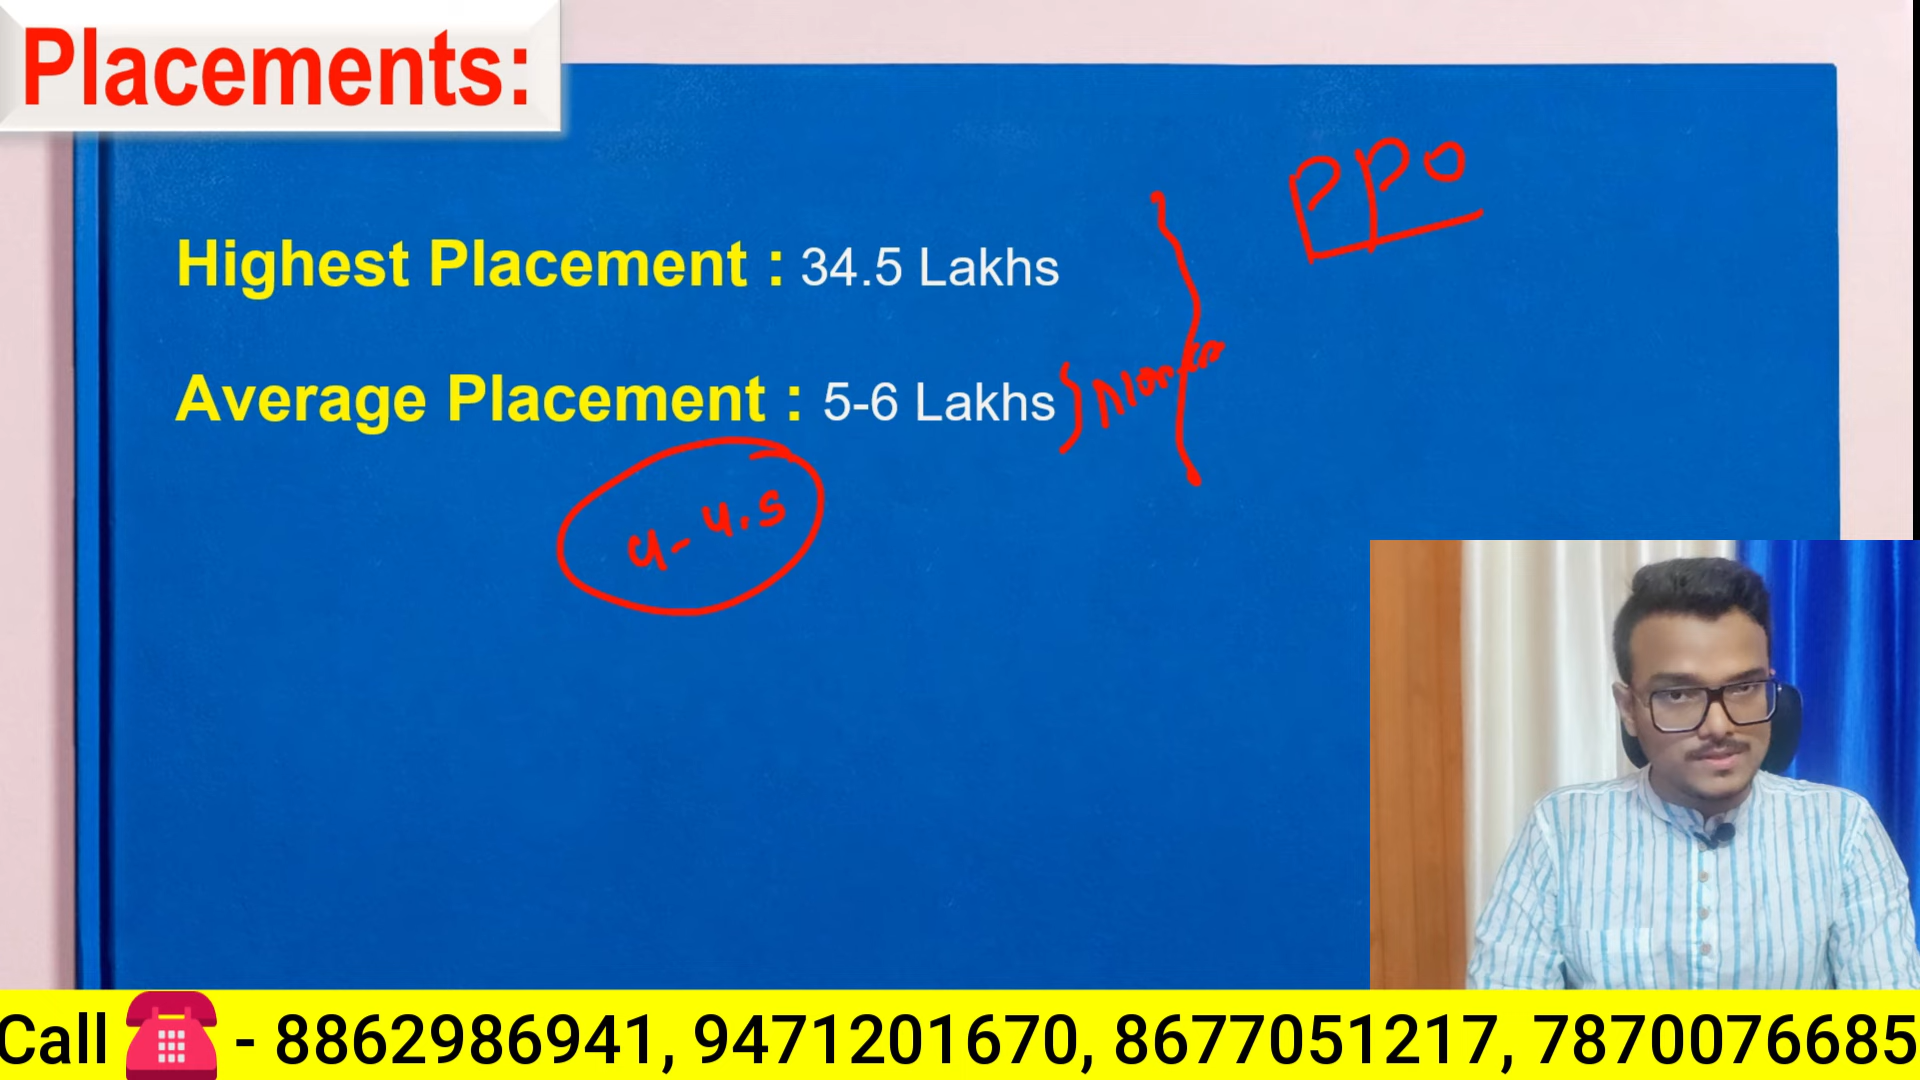 Placements:
PPO
Highest Placement : 34.5 Lakhs
Average Placement : 5-6 Lakhs
4-4.5
Call - 8862986941, 9471201670, 8677051217, 7870076685